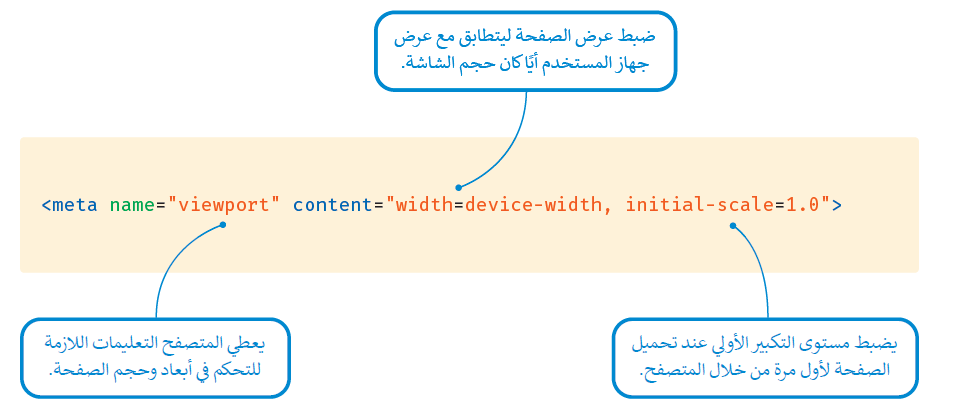 ضبط عرض الصفحة ليتطابق مع عرض
جهاز المستخدم أيًا كان حجم الشاشة.
<meta name="viewport" content="width=device-width, initial-scale=1.0">
يضبط مستوى التكبير الأولي عند تحميل
الصفحة لأول مرة من خلال المتصفح.
يعطي المتصفح التعليمات اللازمة
للتحكم في أبعاد وحجم الصفحة.